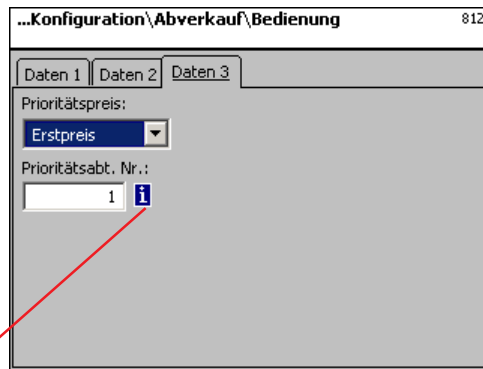 ...Konfiguration\Abverkauf\Bedienung 812
Daten 1 Daten 2 Daten 3
Prioritätspreis:
Erstpreis
Prioritätsabt. Nr.:
1 i